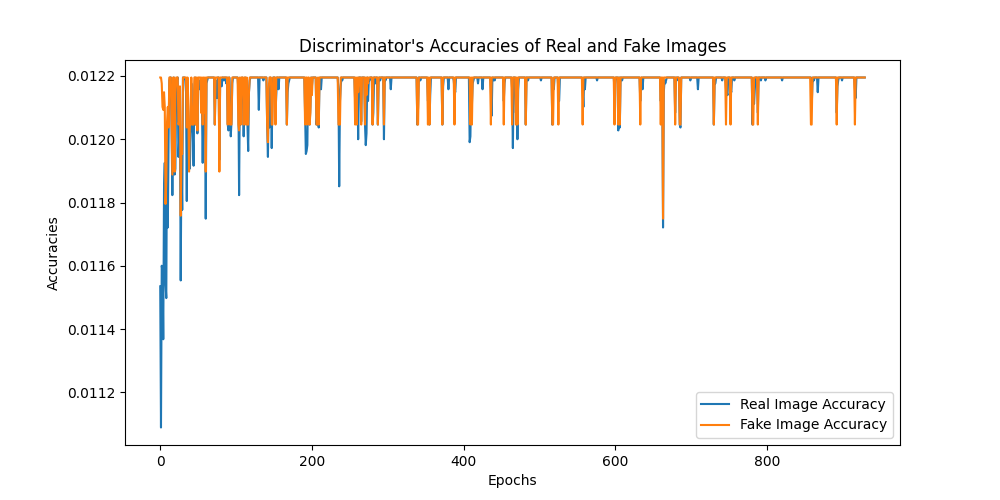 Discriminator's Accuracies of Real and Fake Images
0.0122
0.0120
0.0118
0.0116
0.0114
0.0112
Accuracies
0
200
400
600
800
Epochs
Real Image Accuracy
Fake Image Accuracy